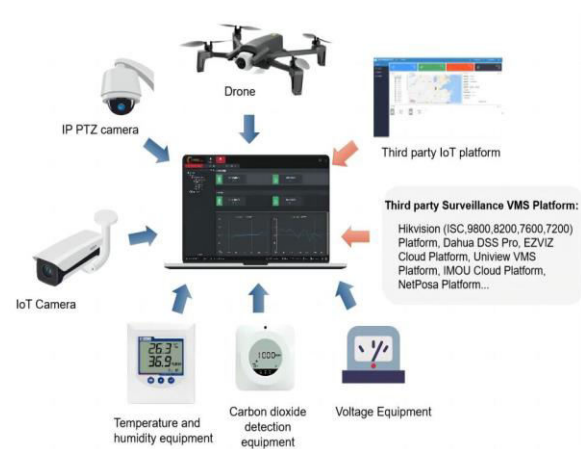 Drone
IP PTZ camera
Third party IoT platform
Third party Surveillance VMS Platform:
Hikvision (ISC,9800,8200,7600,7200)
Platform, Dahua DSS Pro, EZVIZ
Cloud Platform, Uniview VMS
Platform, IMOU Cloud Platform,
NetPosa Platform...
IoT Camera
26.3
36.9
1000
Temperature and
humidity equipment
Carbon dioxide
detection
equipment
Voltage Equipment